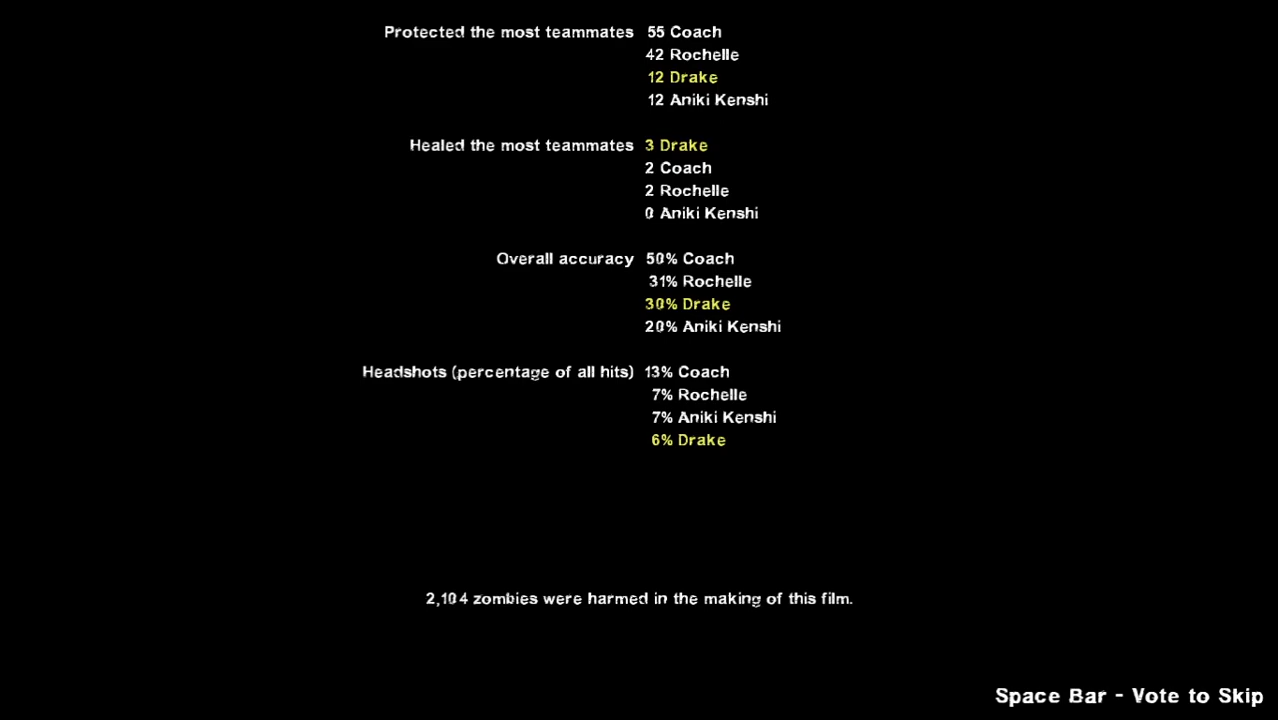 Protected the most teammates 55 Coach
42 Rochelle
12 Drake
12 Aniki Kenshi
Healed the most teammates 3 Drake
2 Coach
2 Rochelle
0 Aniki Kenshi
Overall accuracy 50% Coach
31% Rochelle
30% Drake
20% Aniki Kenshi
Headshots (percentage of all hits) 13% Coach
7% Rochelle
7% Aniki Kenshi
6% Drake
2,104 zombies were harmed in the making of this film.
Space Bar - Vote to Skip